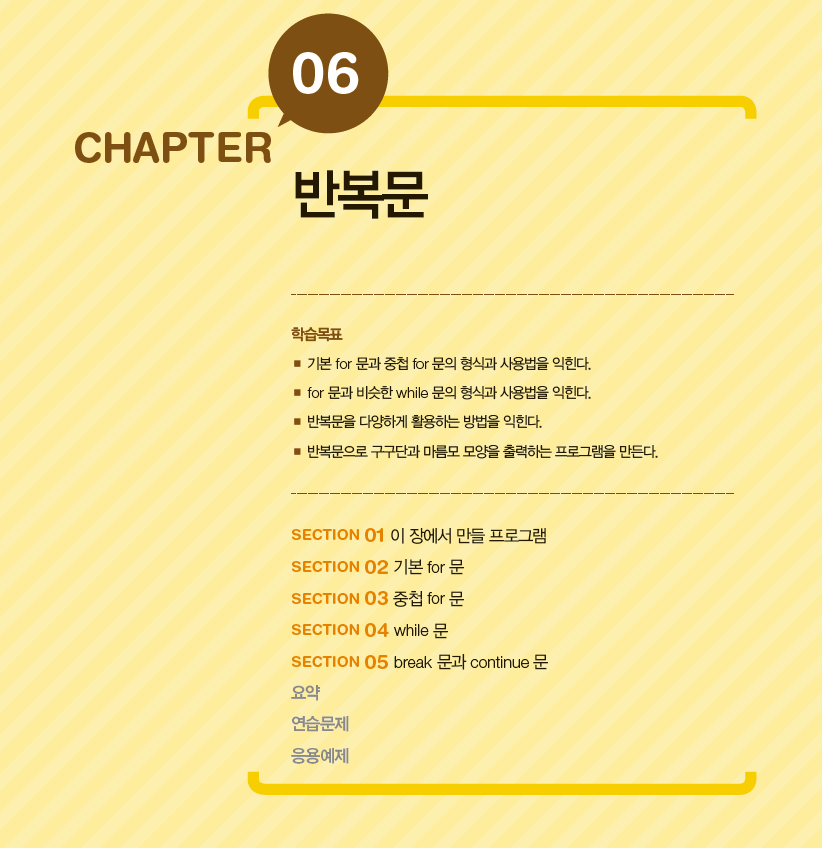 06
CHAPTER
반복문
학습목표
■ 기본 for 문과 중첩 for 문의 형식과 사용법을 익힌다.
■ for 문과 비슷한 while 문의 형식과 사용법을 익힌다.
■ 반복문을 다양하게 활용하는 방법을 익힌다.
■ 반복문으로 구구단과 마름모 모양을 출력하는 프로그램을 만든다.
SECTION 01 이 장에서 만들 프로그램
SECTION 02 기본 for 문
SECTION 03 중첩 for 문
SECTION 04 while 문
SECTION 05 break 문과 continue 문
요약
연습문제
응용예제